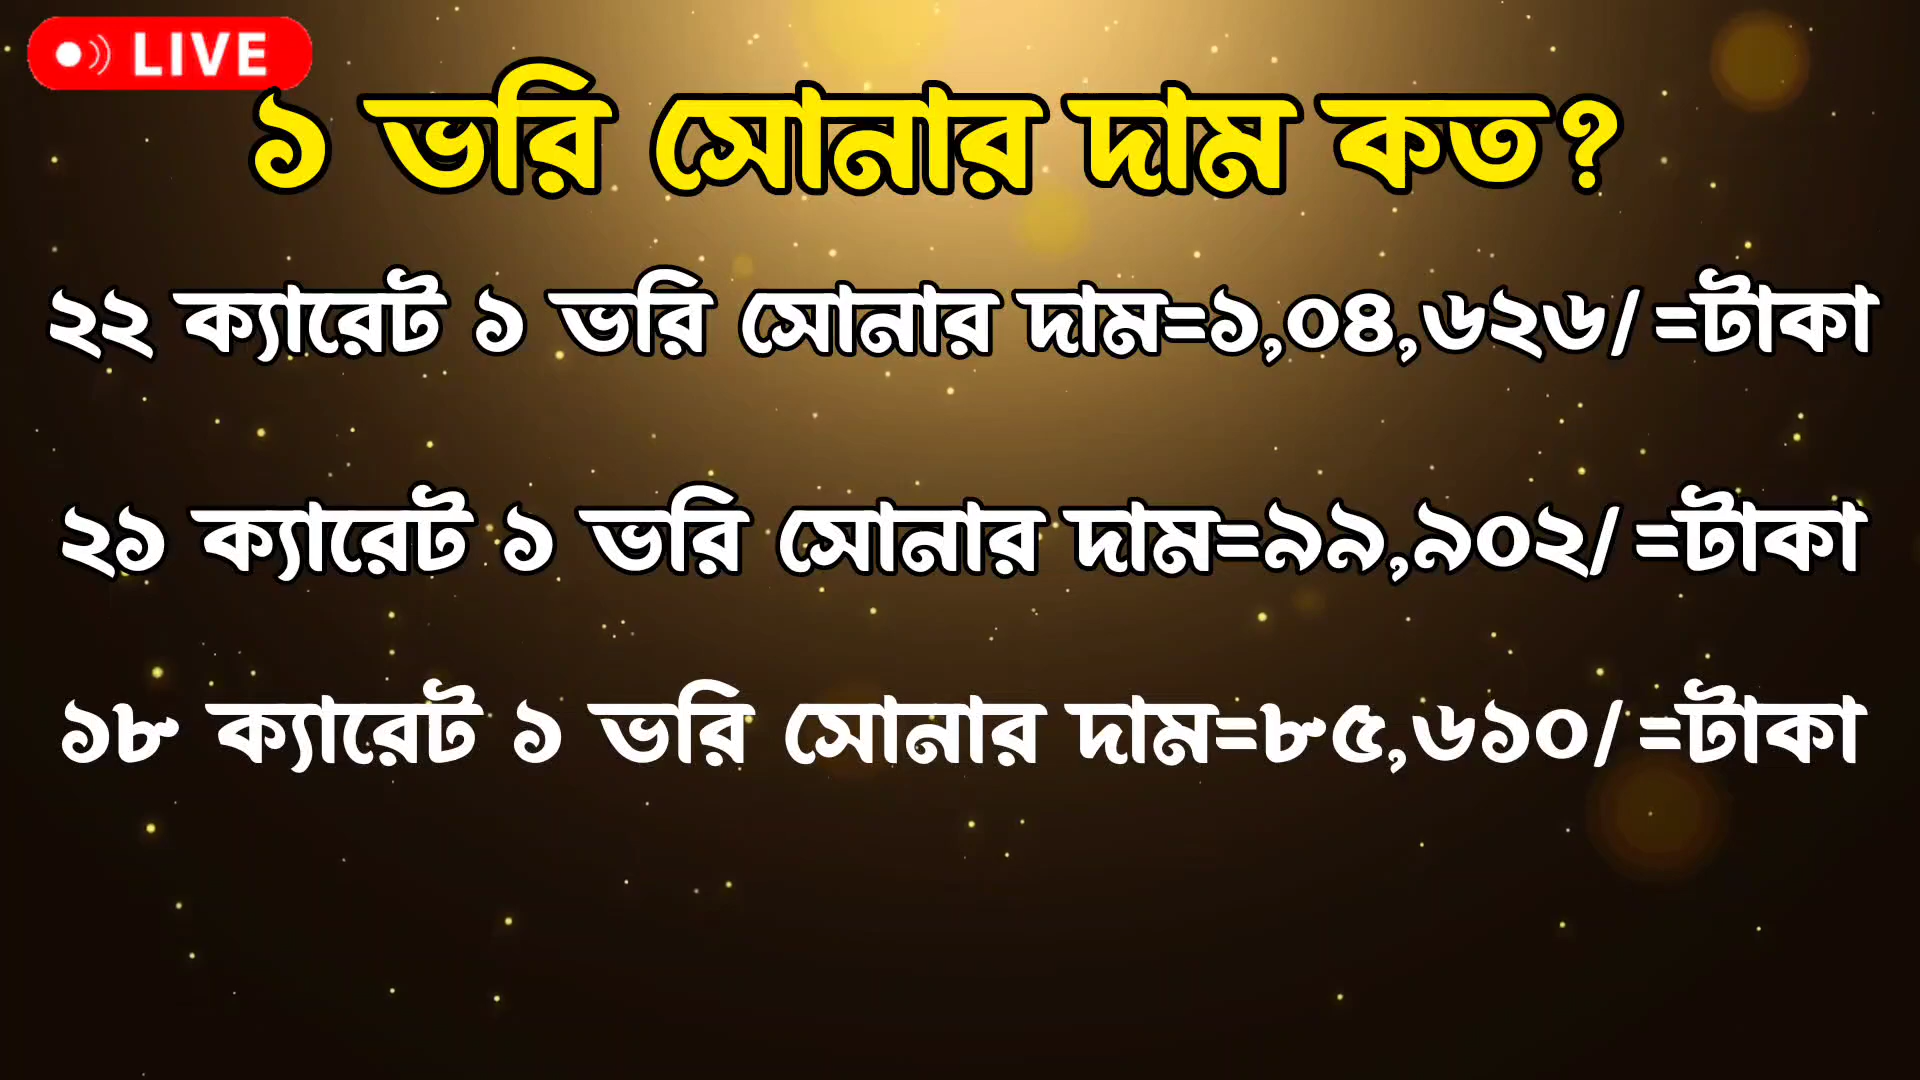 LIVE
১ ভরি সোনার দাম কত?
২২ ক্যারেট ১ ভরি সোনার দাম=১,০৪,৬২৬/=টাকা
২১ ক্যারেট ১ ভরি সোনার দাম=৯৯,৯০২/=টাকা
১৮ ক্যারেট ১ ভরি সোনার দাম=৮৫,৬১০/=টাকা